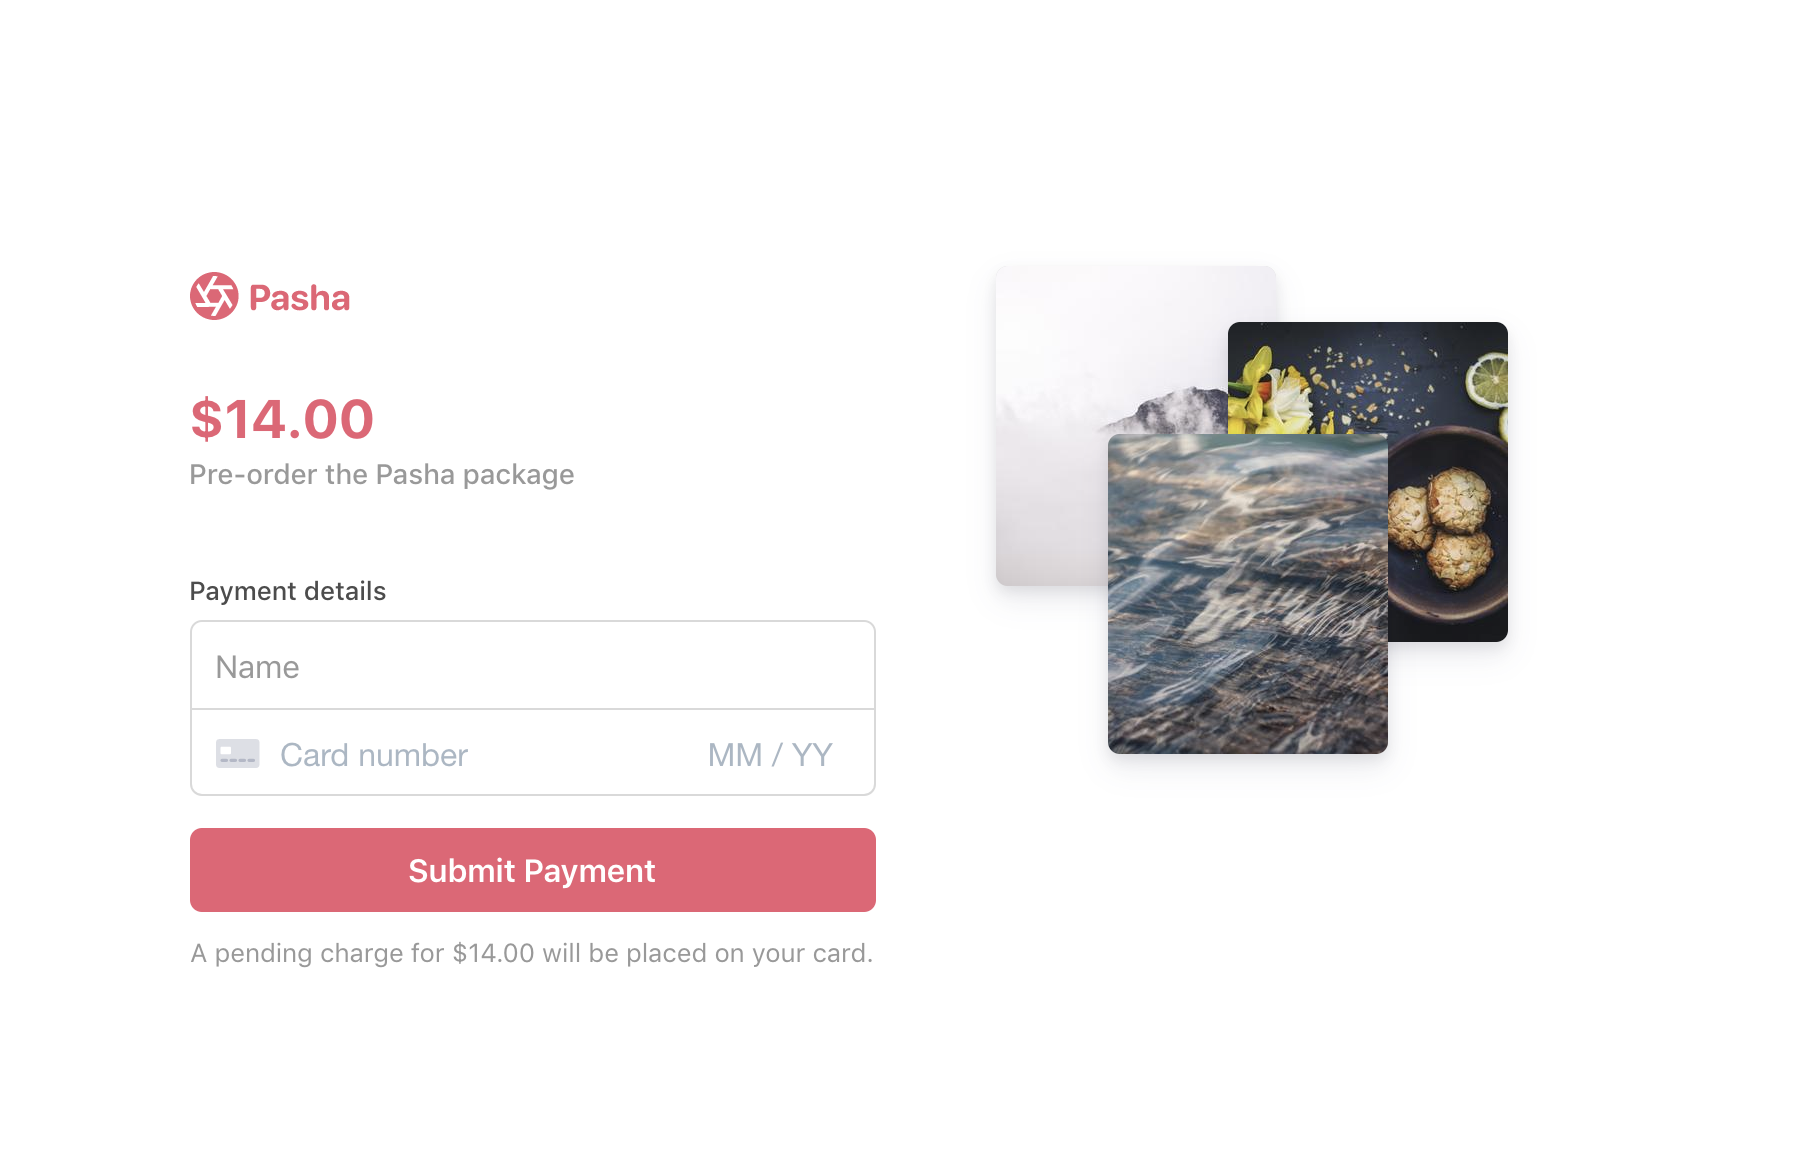 Pasha
$14.00
Pre-order the Pasha package
Payment details
Name
Card number MM / YY
Submit Payment
A pending charge for $14.00 will be placed on your card.